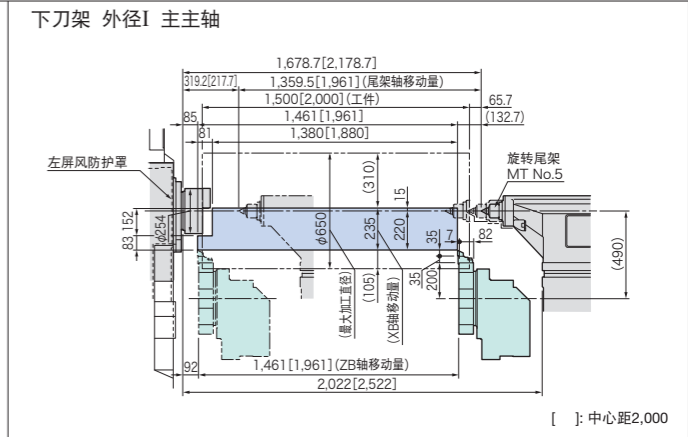 下刀架 外径I 主主轴
1,678.7[2,178.7]
319.2[217.7]
1,359.5[1,961](尾架轴移动量)
1,500[2,000](工件)
65.7
85
1,461[1,961]
(132.7)
81
1,380[1,880]
左屏风防护罩
旋转尾架
MT No.5
(310)
15
152
83
φ254
φ650
235
220
35
7
82
(490)
(最大加工直径)
(105)
(XB轴移动量)
35
200
92
1,461[1,961](ZB轴移动量)
2,022[2,522]
[ ]: 中心距2,000